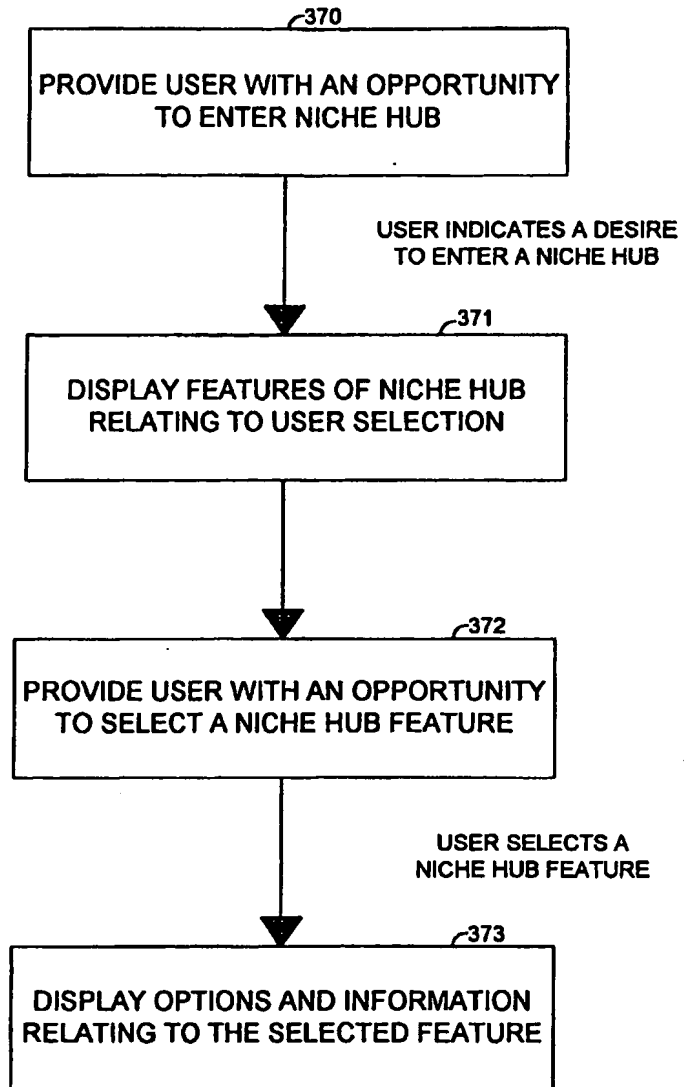 370
PROVIDE USER WITH AN OPPORTUNITY
TO ENTER NICHE HUB
USER INDICATES A DESIRE
TO ENTER A NICHE HUB
371
DISPLAY FEATURES OF NICHE HUB
RELATING TO USER SELECTION
372
PROVIDE USER WITH AN OPPORTUNITY
TO SELECT A NICHE HUB FEATURE
USER SELECTS A
NICHE HUB FEATURE
373
DISPLAY OPTIONS AND INFORMATION
RELATING TO THE SELECTED FEATURE